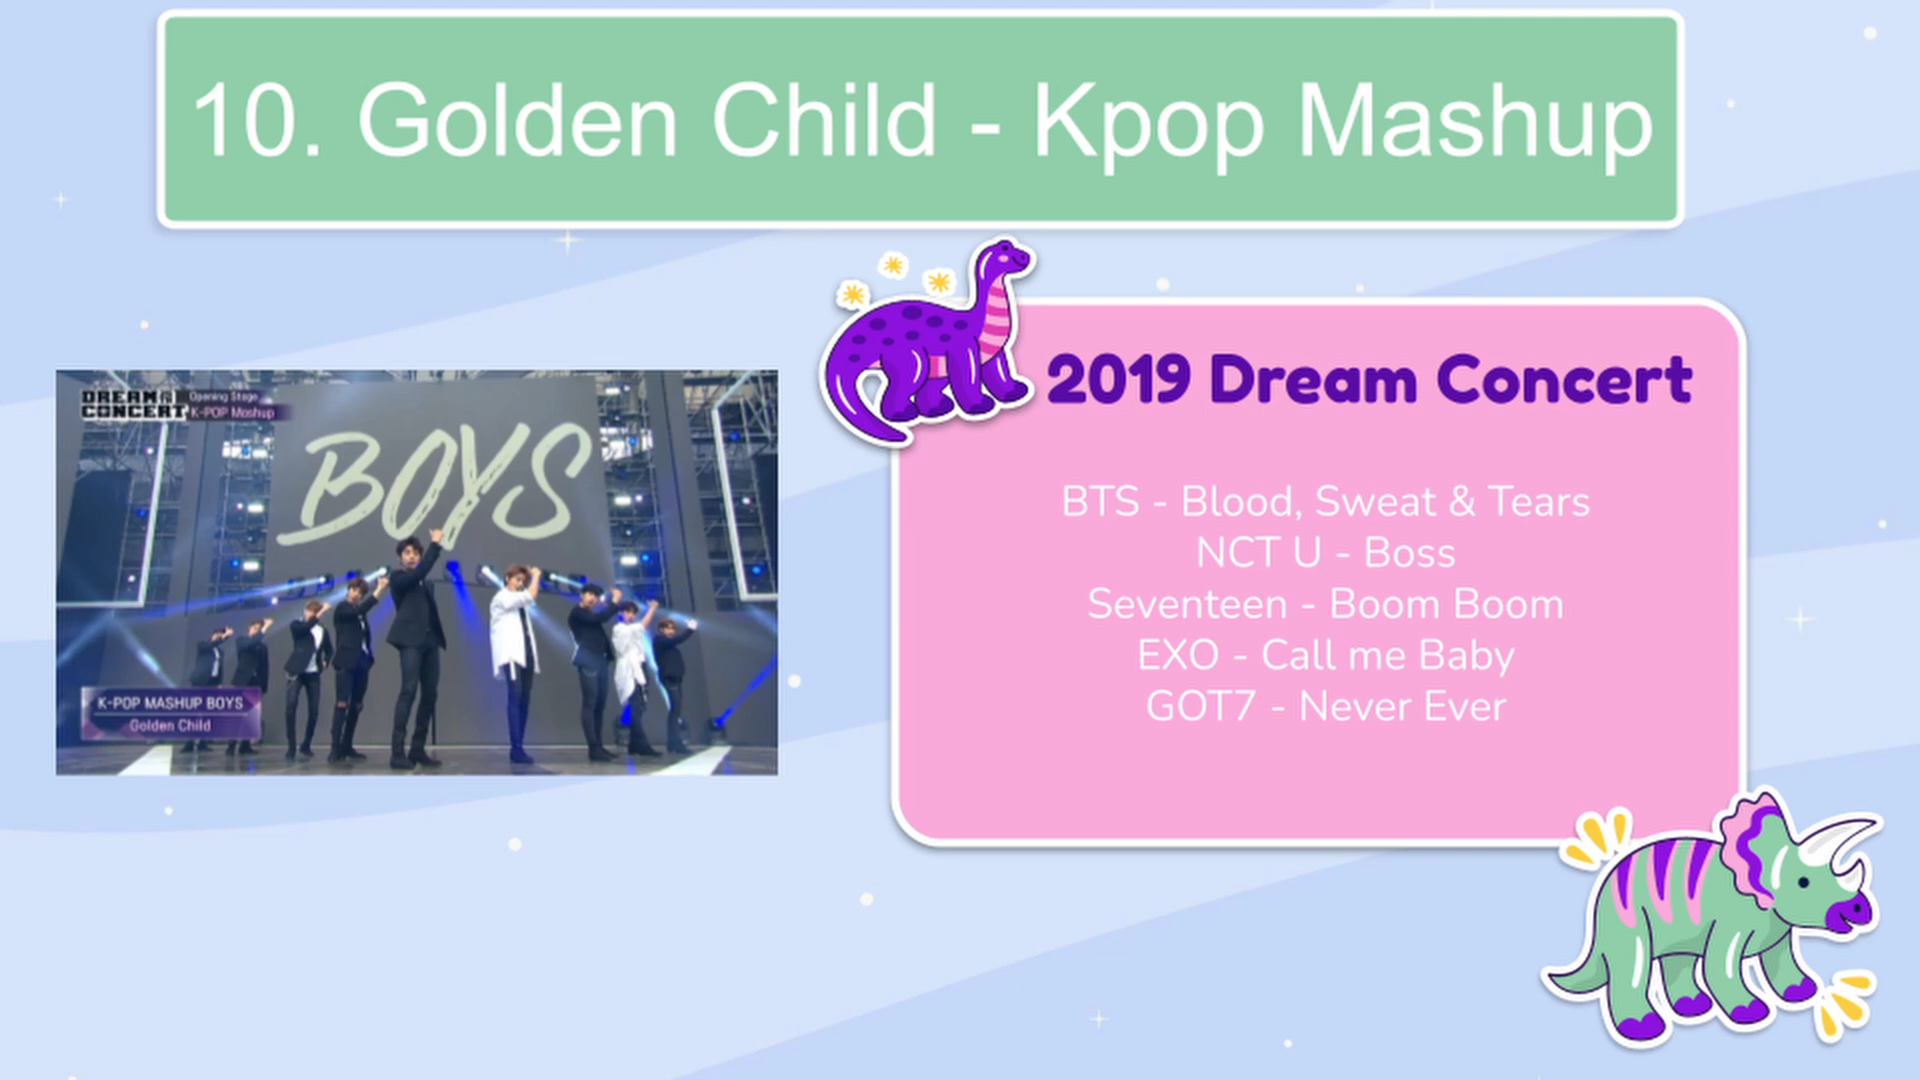 10. Golden Child - Kpop Mashup
DREAM
CONCERT
Opening Stage
K-POP Mashup
BOYS
K-POP MASHUP BOYS
Golden Child
2019 Dream Concert
BTS - Blood, Sweat & Tears
NCT U - Boss
Seventeen - Boom Boom
EXO - Call me Baby
GOT7 - Never Ever